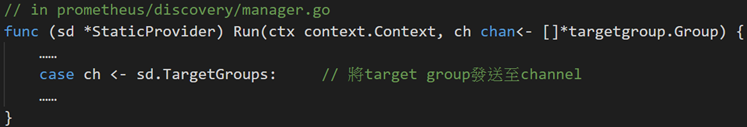 // in prometheus/discovery/manager.go
func (sd *StaticProvider) Run(ctx context.Context, ch chan<- []*targetgroup.Group) {
……
case ch <- sd.TargetGroups: // 將target group發送至channel
……
}